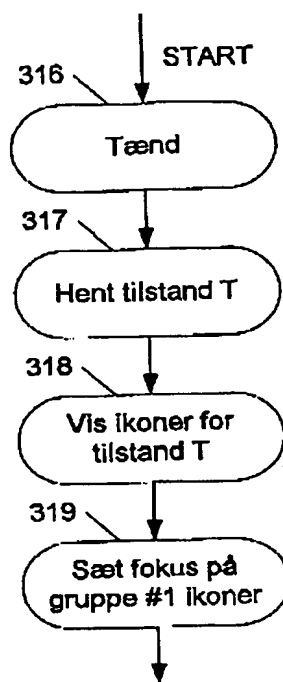 START
316
Tænd
317
Hent tilstand T
318
Vis ikoner for
tilstand T
319
Sæt fokus på
gruppe #1 ikoner